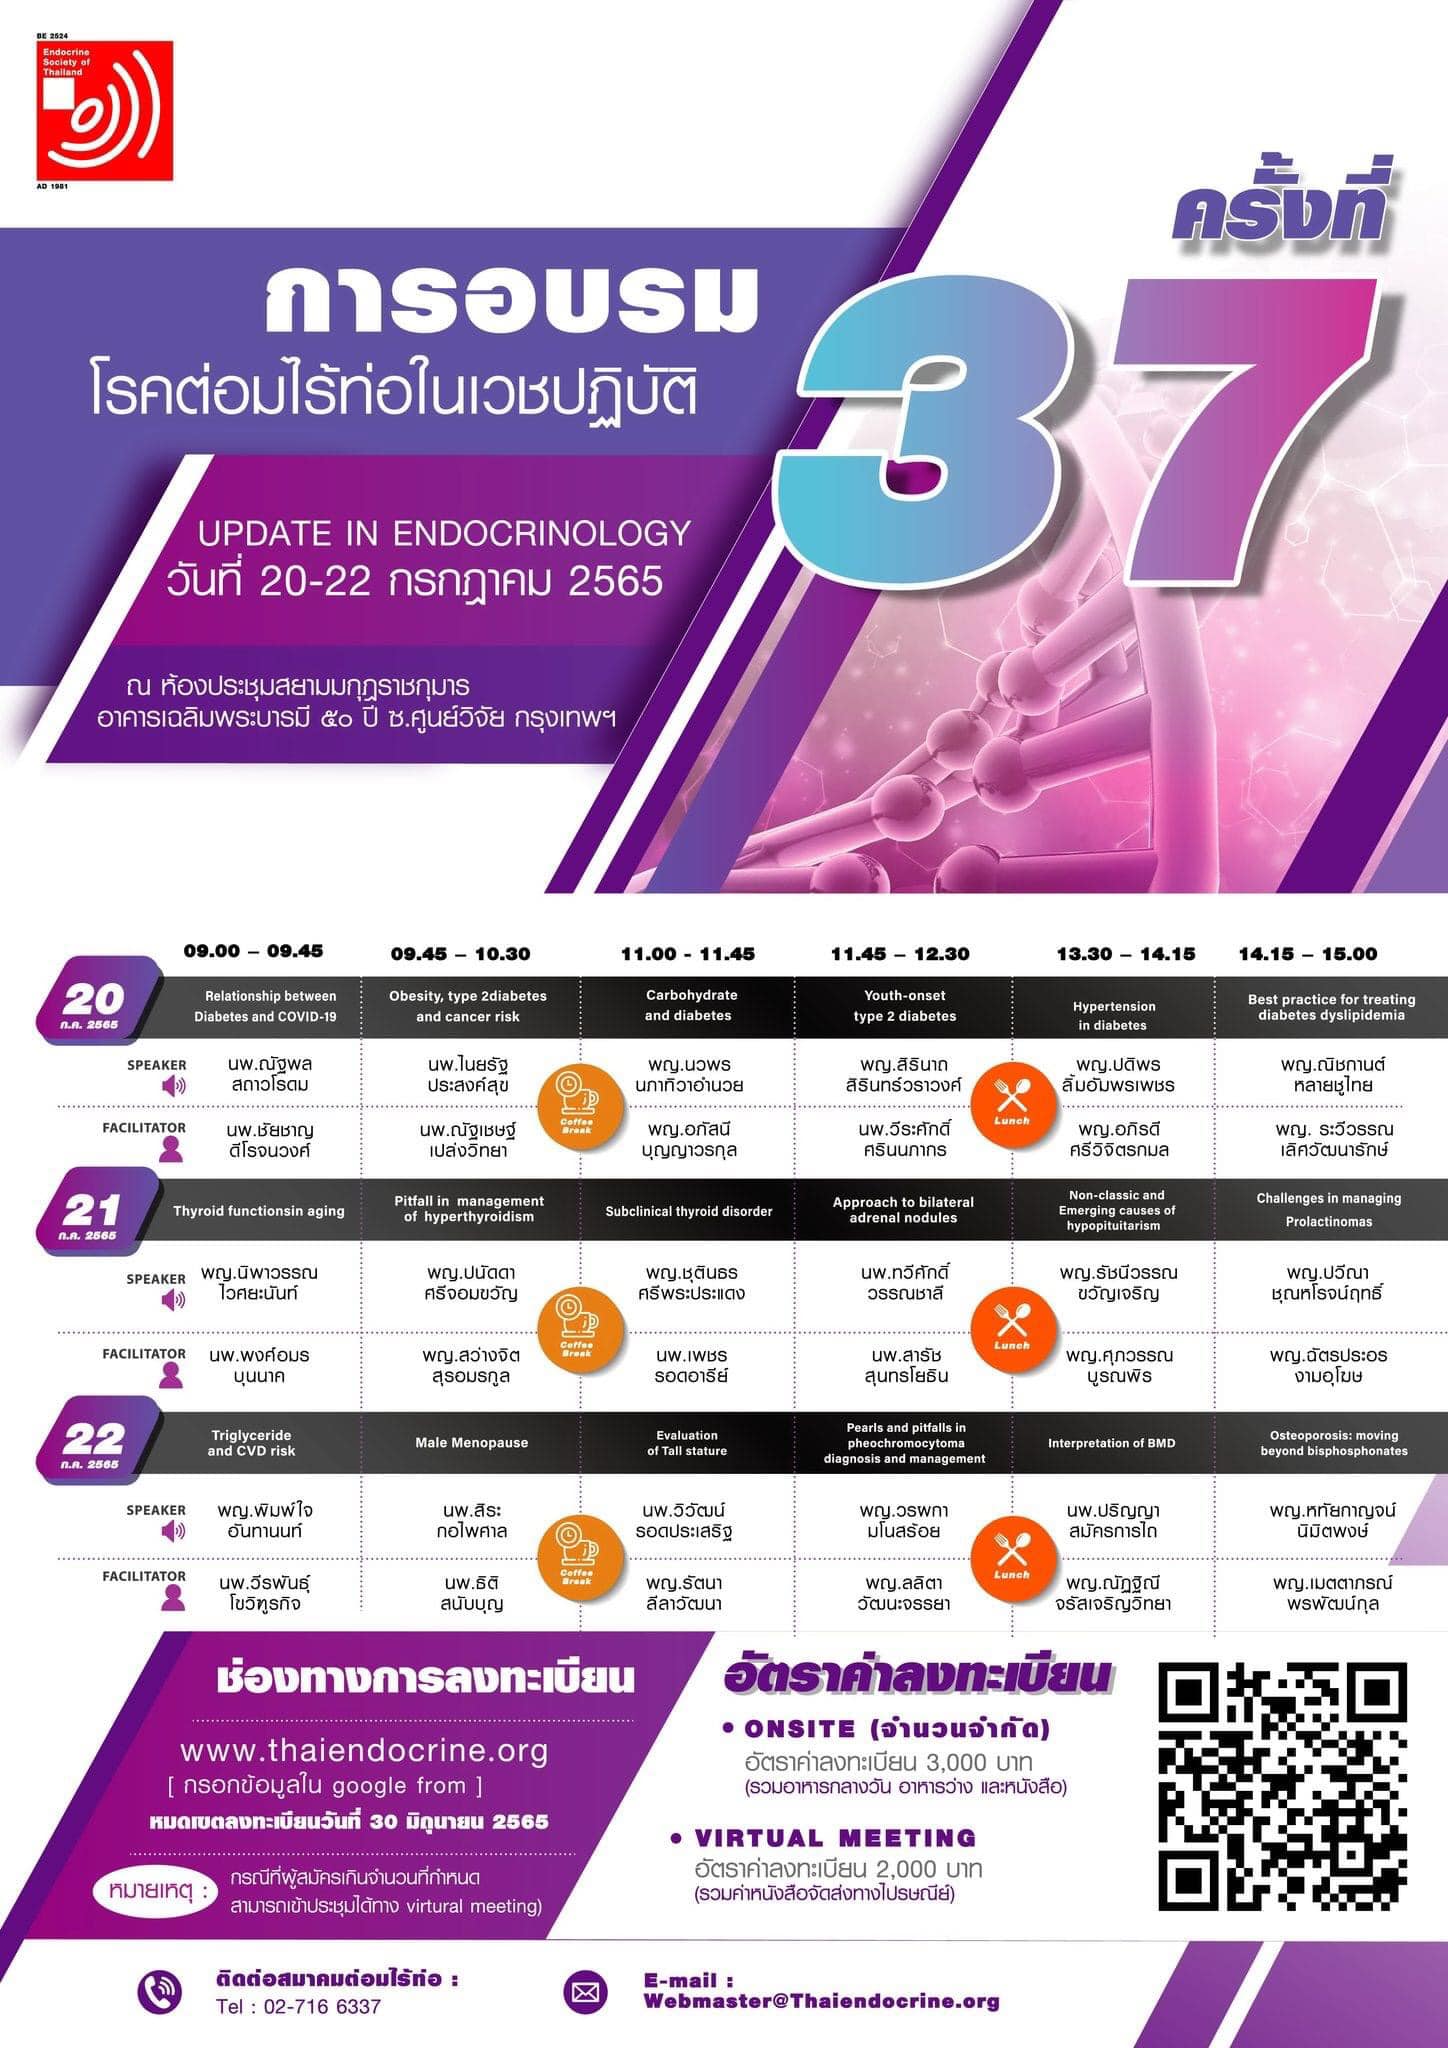 BE 2524
Endocrine
Society of
Thailand
AD 1981
ครั้งที่
37
การอบรม
โรคต่อมไร้ท่อในเวชปฏิบัติ
UPDATE IN ENDOCRINOLOGY
วันที่ 20-22 กรกฎาคม 2565
ณ ห้องประชุมสยามมกุฎราชกุมาร
อาคารเฉลิมพระบารมี ๕๐ ปี ซ.ศูนย์วิจัย กรุงเทพฯ
09.00 – 09.45 09.45 – 10.30 11.00 - 11.45 11.45 – 12.30 13.30 – 14.15 14.15 – 15.00
20
ก.ค. 2565
Relationship between
Diabetes and COVID-19
Obesity, type 2diabetes
and cancer risk
Carbohydrate
and diabetes
Youth-onset
type 2 diabetes
Hypertension
in diabetes
Best practice for treating
diabetes dyslipidemia
SPEAKER
นพ.ณัฐพล
สถาวโรดม
นพ.ไนยรัฐ
ประสงค์สุข
พญ.นวพร
นภาทิวาอำนวย
พญ.สิรินาถ
สิรินทร์วราวงศ์
พญ.ปดิพร
ลิ้มอัมพรเพชร
พญ.ณิชกานต์
หลายชูไทย
Coffee
Break
Lunch
FACILITATOR
นพ.ชัยชาญ
ดีโรจนวงศ์
นพ.ณัฐเชษฐ์
เปล่งวิทยา
พญ.อภัสนี
บุญญาวรกุล
นพ.วีระศักดิ์
ศรินนภากร
พญ.อภิรดี
ศรีวิจิตรกมล
พญ. ระวีวรรณ
เลิศวัฒนารักษ์
21
ก.ค. 2565
Thyroid functionsin aging
Pitfall in management
of hyperthyroidism
Subclinical thyroid disorder
Approach to bilateral
adrenal nodules
Non-classic and
Emerging causes of
hypopituitarism
Challenges in managing
Prolactinomas
SPEAKER
พญ.นิพาวรรณ
ไวศยะนันท์
พญ.ปนัดดา
ศรีจอมขวัญ
พญ.ชุตินธร
ศรีพระประแดง
นพ.ทวีศักดิ์
วรรณชาลี
พญ.รัชนีวรรณ
ขวัญเจริญ
พญ.ปวีณา
ชุณหโรจน์ฤทธิ์
Coffee
Break
Lunch
FACILITATOR
นพ.พงศ์อมร
บุนนาค
พญ.สว่างจิต
สุรอมรกูล
นพ.เพชร
รอดอารีย์
นพ.สารัช
สุนทรโยธิน
พญ.ศุภวรรณ
บูรณพิร
พญ.ฉัตรประอร
งามอุโฆษ
22
ก.ค. 2565
Triglyceride
and CVD risk
Male Menopause
Evaluation
of Tall stature
Pearls and pitfalls in
pheochromocytoma
diagnosis and management
Interpretation of BMD
Osteoporosis: moving
beyond bisphosphonates
SPEAKER
พญ.พิมพ์ใจ
อันทานนท์
นพ.สิระ
กอไพศาล
นพ.วิวัฒน์
รอดประเสริฐ
พญ.วรผกา
มโนสร้อย
นพ.ปริญญา
สมัครการไถ
พญ.หทัยกาญจน์
นิมิตพงษ์
Coffee
Break
Lunch
FACILITATOR
นพ.วีรพันธุ์
โขวิฑูรกิจ
นพ.ธิติ
สนับบุญ
พญ.รัตนา
ลีลาวัฒนา
พญ.ลลิตา
วัฒนะจรรยา
พญ.ณัฏฐิณี
จรัสเจริญวิทยา
พญ.เมตตาภรณ์
พรพัฒน์กุล
ช่องทางการลงทะเบียน
www.thaiendocrine.org
[ กรอกข้อมูลใน google from ]
หมดเขตลงทะเบียนวันที่ 30 มิถุนายน 2565
หมายเหตุ :
กรณีที่ผู้สมัครเกินจำนวนที่กำหนด
สามารถเข้าประชุมได้ทาง virtural meeting)
อัตราค่าลงทะเบียน
• ONSITE (จำนวนจำกัด)
อัตราค่าลงทะเบียน 3,000 บาท
(รวมอาหารกลางวัน อาหารว่าง และหนังสือ)
• VIRTUAL MEETING
อัตราค่าลงทะเบียน 2,000 บาท
(รวมค่าหนังสือจัดส่งทางไปรษณีย์)
ติดต่อสมาคมต่อมไร้ท่อ :
Tel : 02-716 6337
E-mail :
Webmaster@Thaiendocrine.org